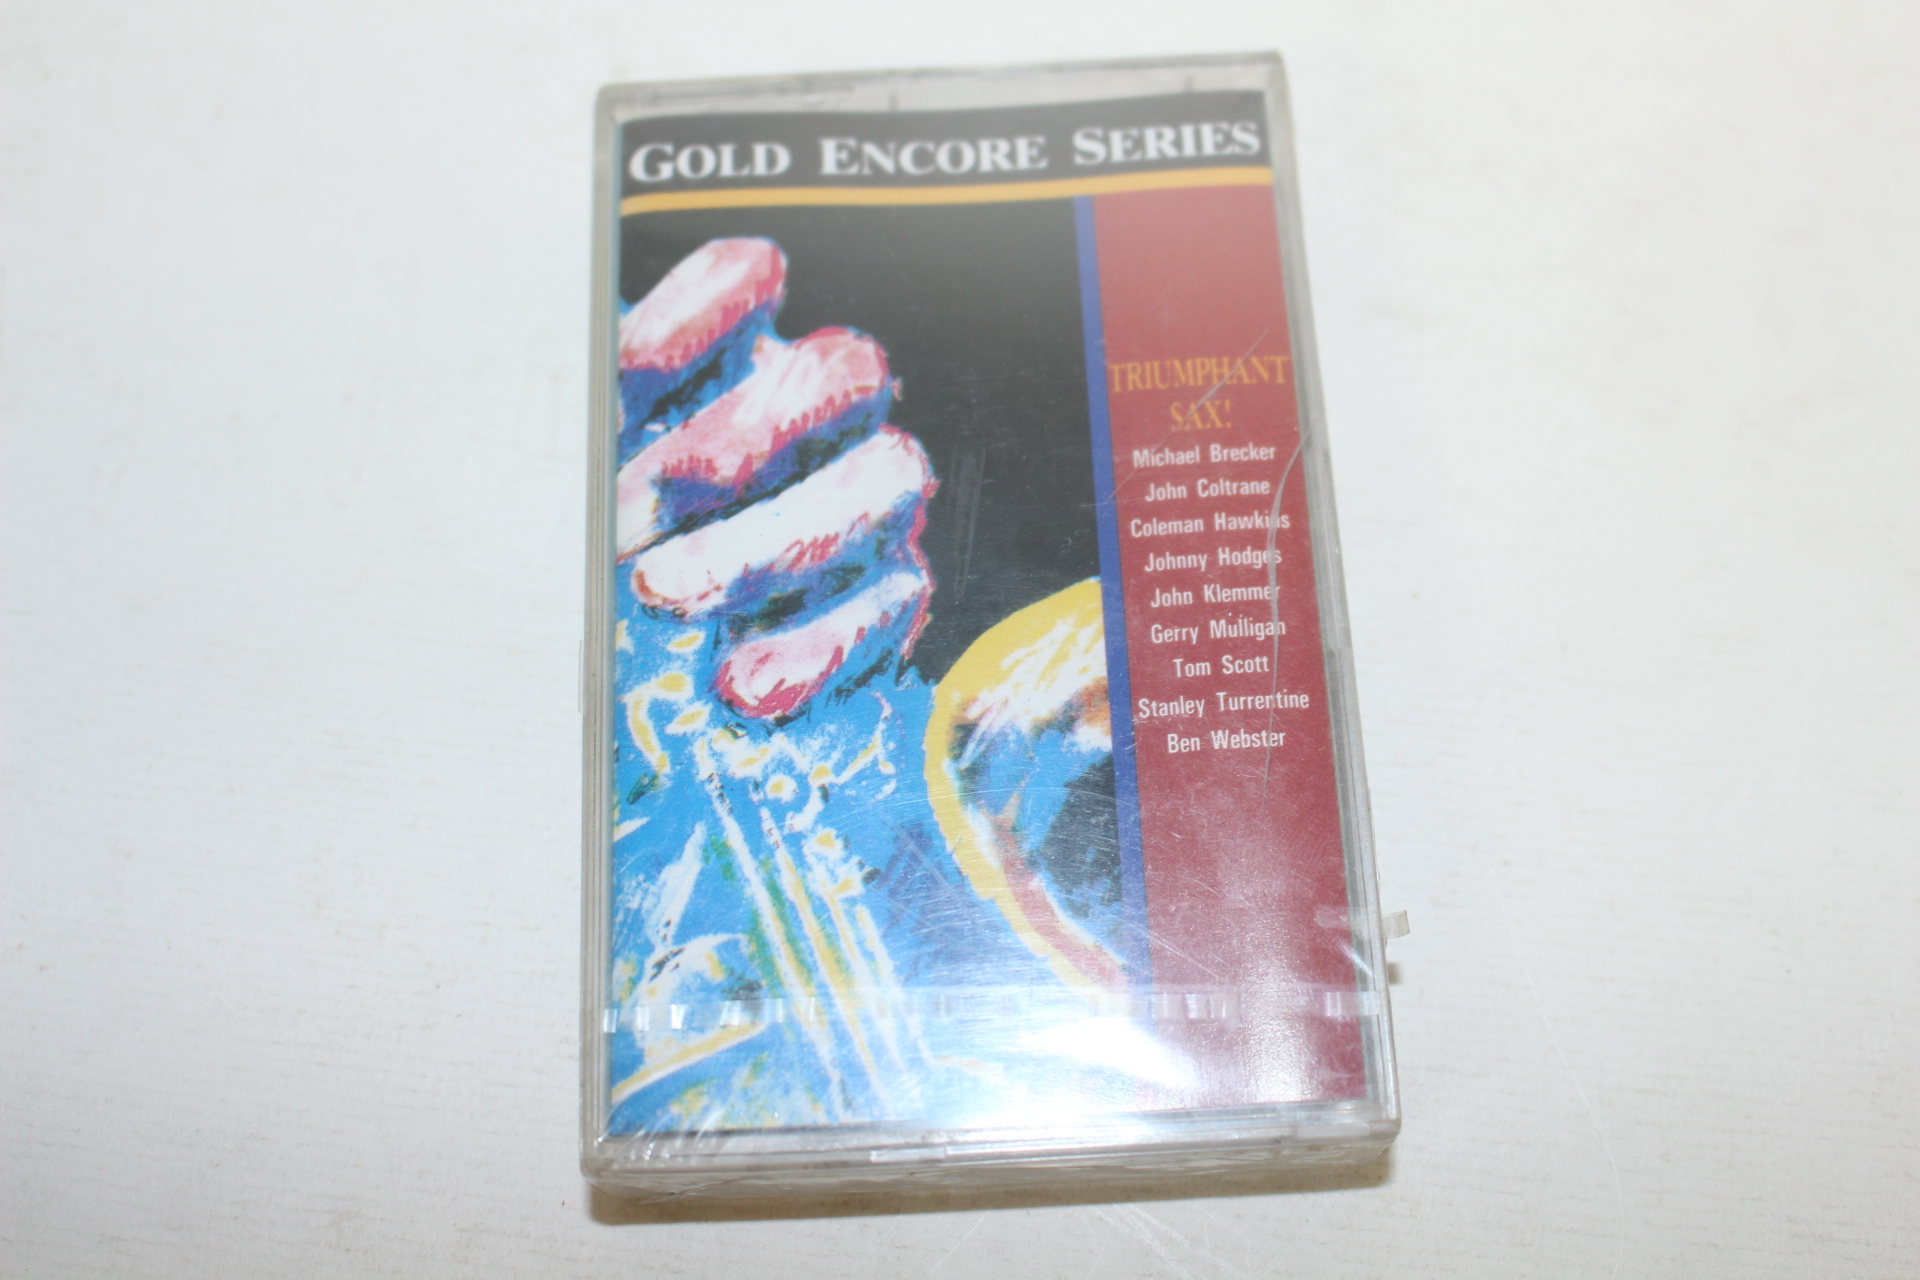 GOLD ENCORE SERIES
TRIUMPHANT
SAX!
Michael Brecker
John Coltrane
Coleman Hawkins
Johnny Hodges
John Klemmer
Gerry Mulligan
Tom Scott
Stanley Turrentine
Ben Webster